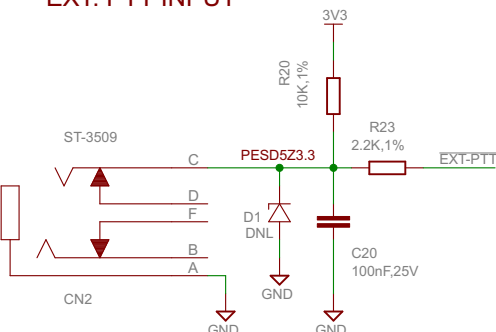 EXT. PTT INPUT
3V3
R20
10K,1%
R23
2.2K,1%
ST-3509
C
PESD5Z3.3
EXT-PTT
D
F
D1
DNL
B
C20
100nF,25V
A
GND
CN2
GND
GND